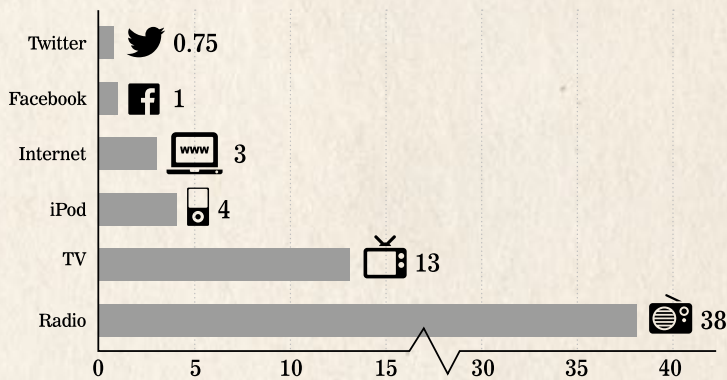 Twitter 0.75
Facebook 1
Internet www 3
iPod 4
TV 13
Radio 38
0 5 10 15 30 35 40